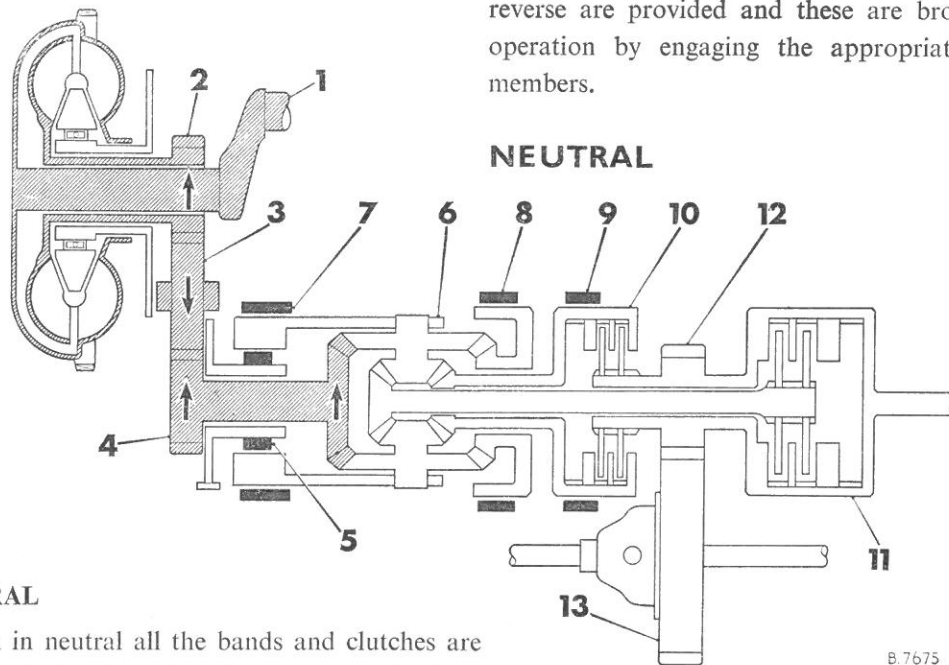 reverse are provided and these are bro
operation by engaging the appropriat
members.
NEUTRAL
1
2
3
4
5
6
7
8
9
10
11
12
13
RAL
in neutral all the bands and clutches are
B.7675